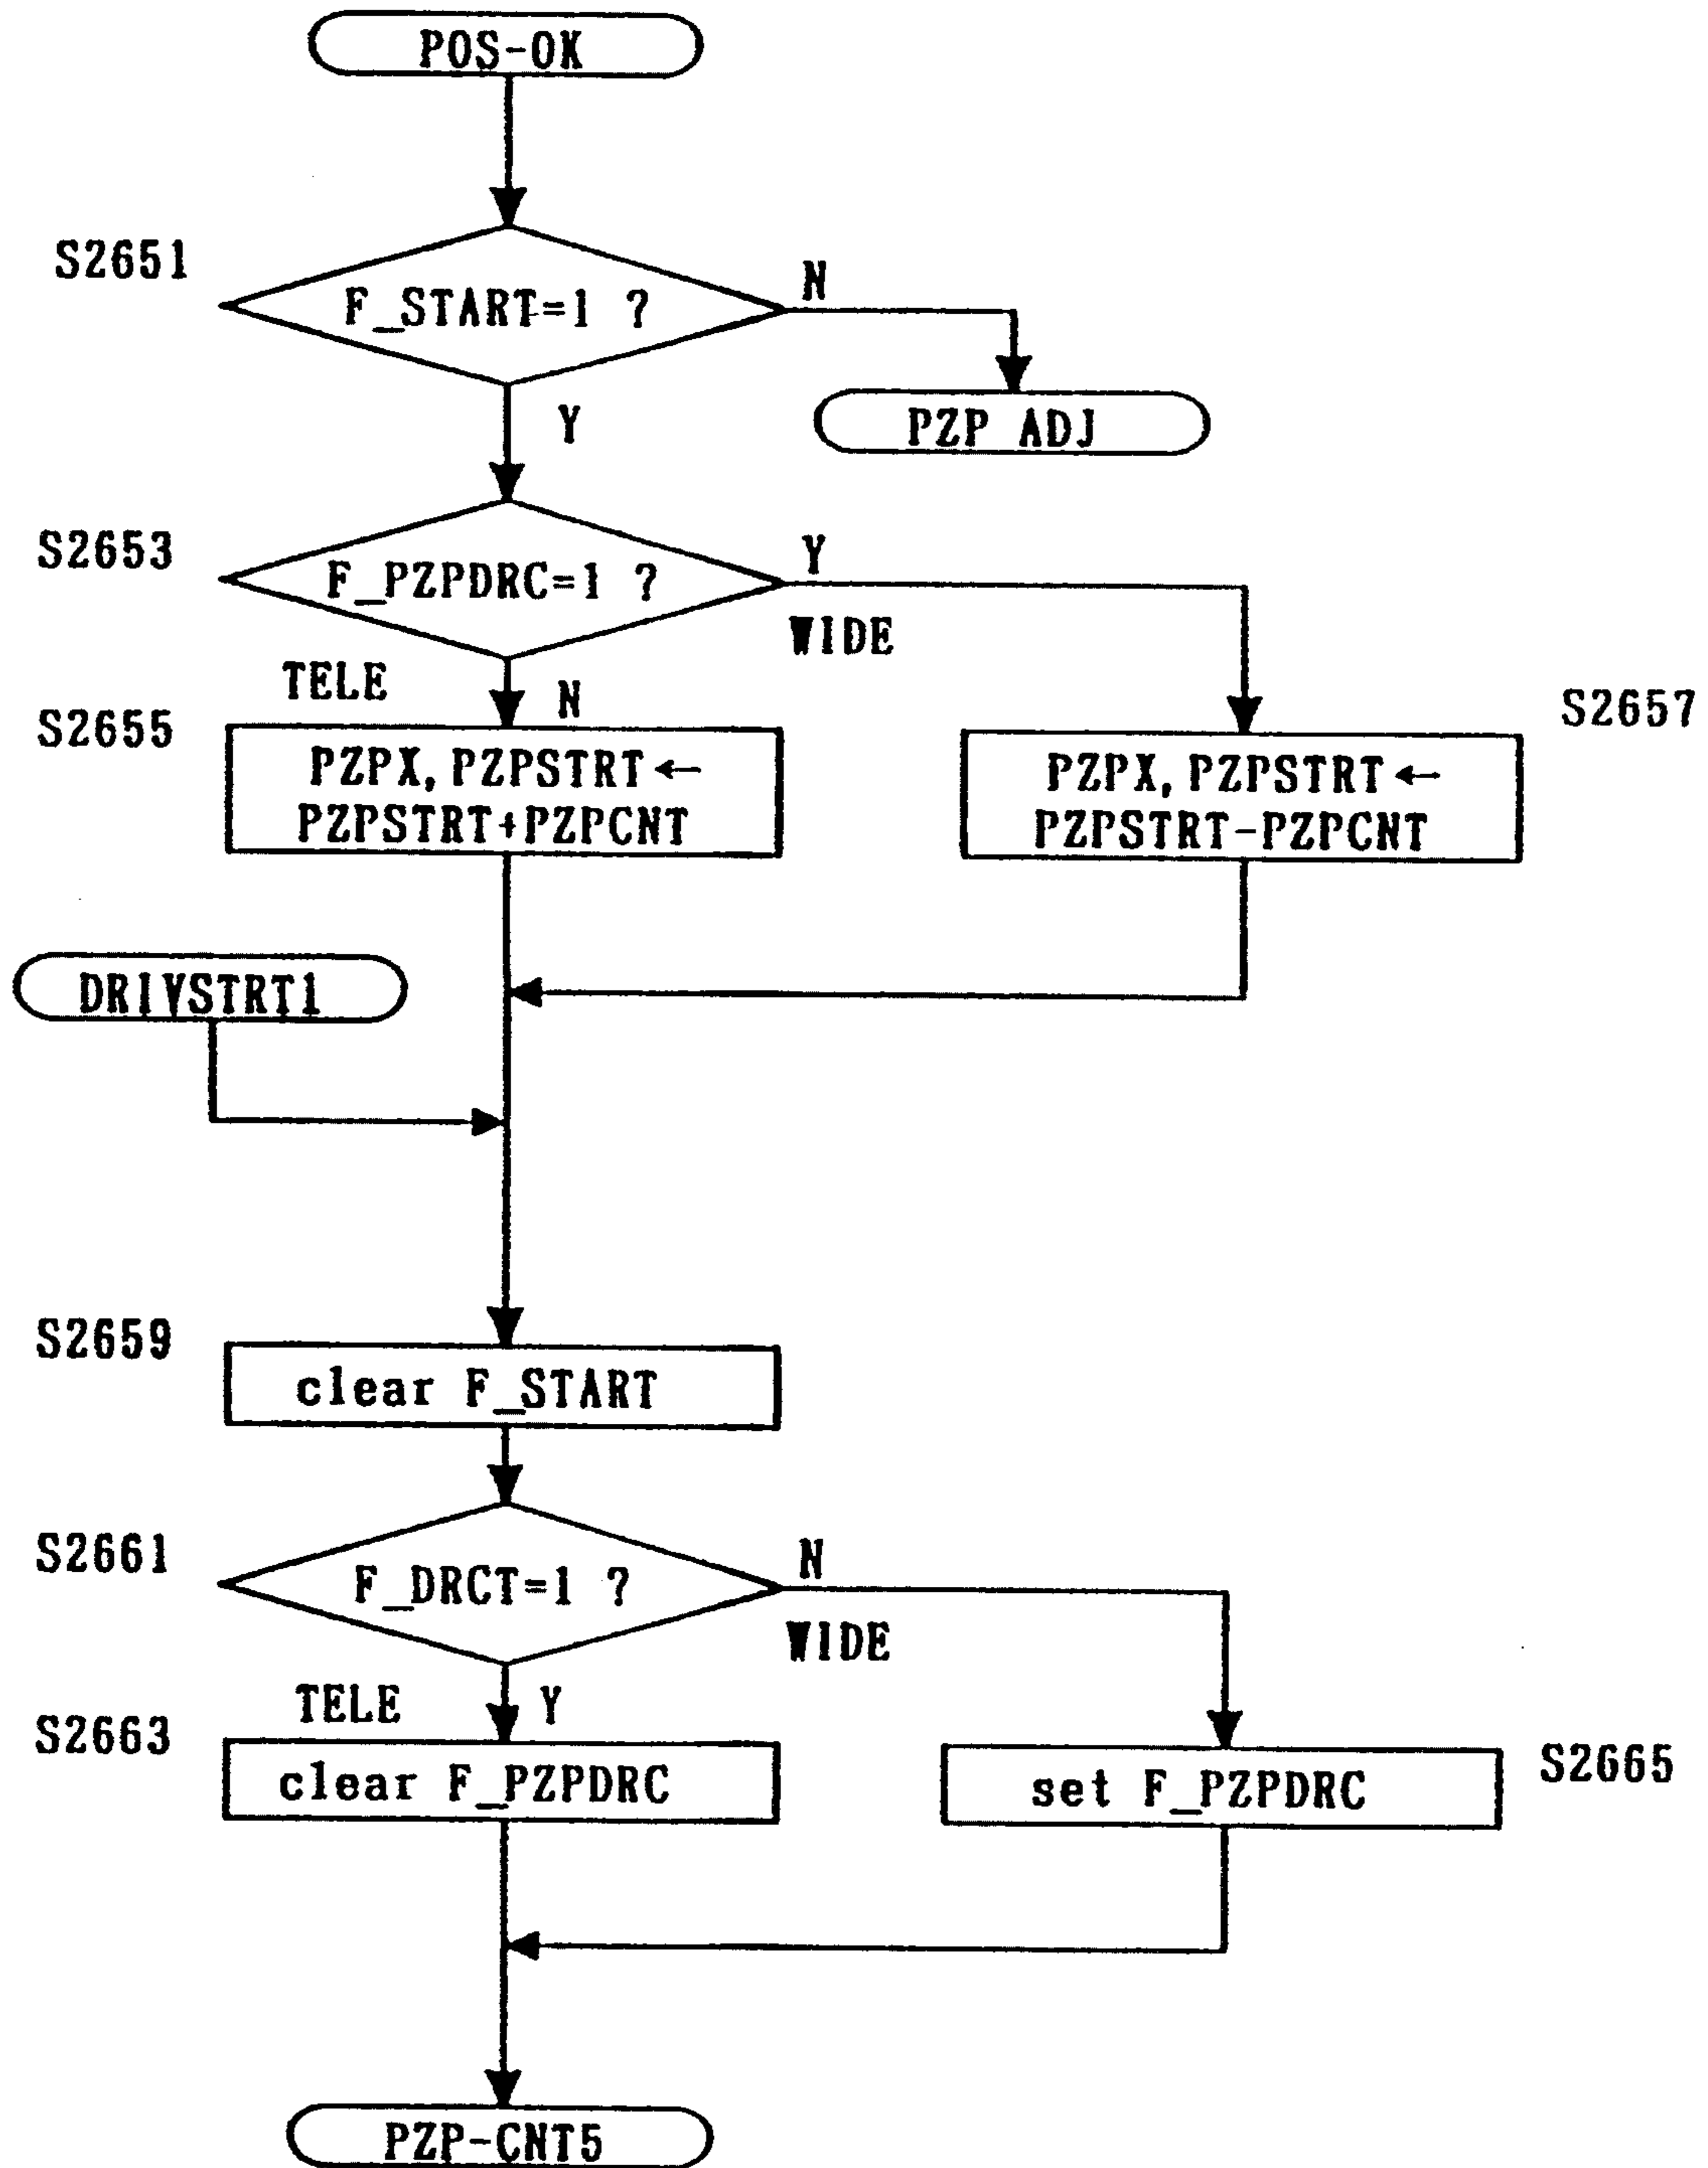 POS-OK
S2651
F_START=1 ?
N
Y
PZP ADJ
S2653
F_PZPDRC=1 ?
Y
WIDE
TELE
N
S2655
PZPX, PZPSTRT←
PZPSTRT+PZPCNT
S2657
PZPX, PZPSTRT←
PZPSTRT-PZPCNT
DRIVSTRT1
S2659
clear F_START
S2661
F_DRCT=1 ?
N
WIDE
TELE
Y
S2663
clear F_PZPDRC
S2665
set F_PZPDRC
PZP-CNT5